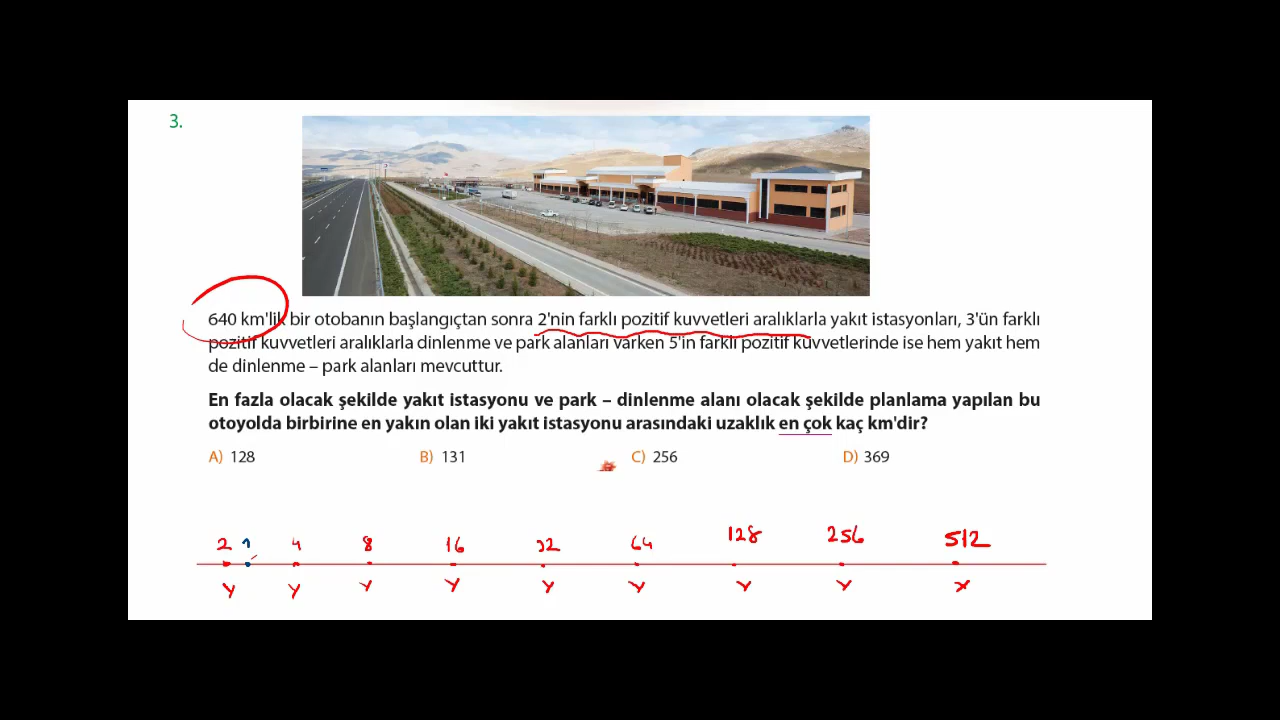 3.
640 km'lik bir otobanın başlangıçtan sonra 2'nin farklı pozitif kuvvetleri aralıklarla yakıt istasyonları, 3'ün farklı
pozitif kuvvetleri aralıklarla dinlenme ve park alanları varken 5'in farklı pozitif kuvvetlerinde ise hem yakıt hem
de dinlenme – park alanları mevcuttur.
En fazla olacak şekilde yakıt istasyonu ve park – dinlenme alanı olacak şekilde planlama yapılan bu
otoyolda birbirine en yakın olan iki yakıt istasyonu arasındaki uzaklık en çok kaç km'dir?
A) 128 B) 131 C) 256 D) 369
2 4 8 16 32 64 128 256 512
Y Y Y Y Y Y Y Y Y